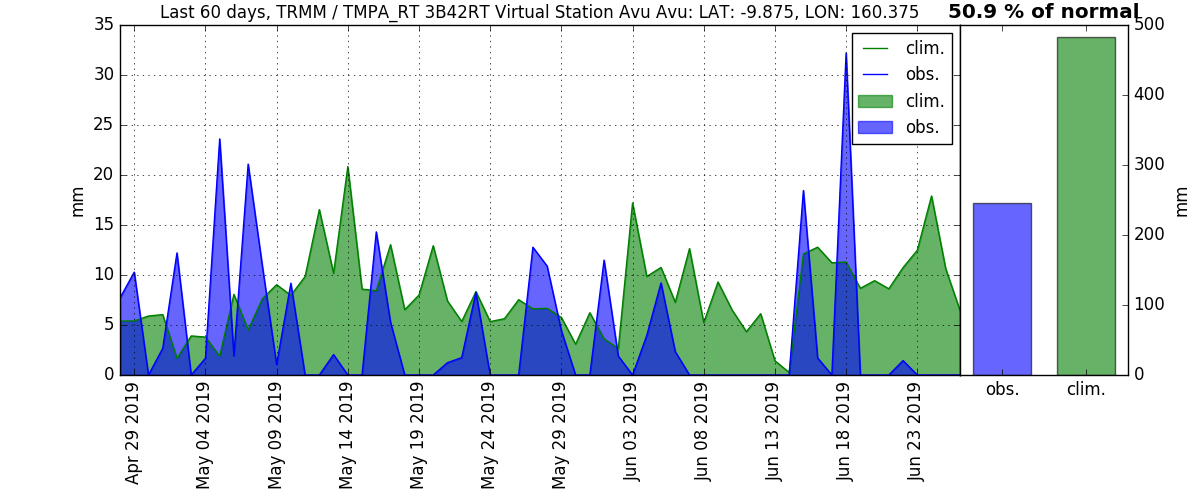 Last 60 days, TRMM / TMPA_RT 3B42RT Virtual Station Avu Avu: LAT: -9.875, LON: 160.375
50.9 % of normal
35
30
25
20
15
10
5
0
mm
clim.
obs.
clim.
obs.
Apr 29 2019
May 04 2019
May 09 2019
May 14 2019
May 19 2019
May 24 2019
May 29 2019
Jun 03 2019
Jun 08 2019
Jun 13 2019
Jun 18 2019
Jun 23 2019
500
400
300
200
100
0
mm
obs.
clim.